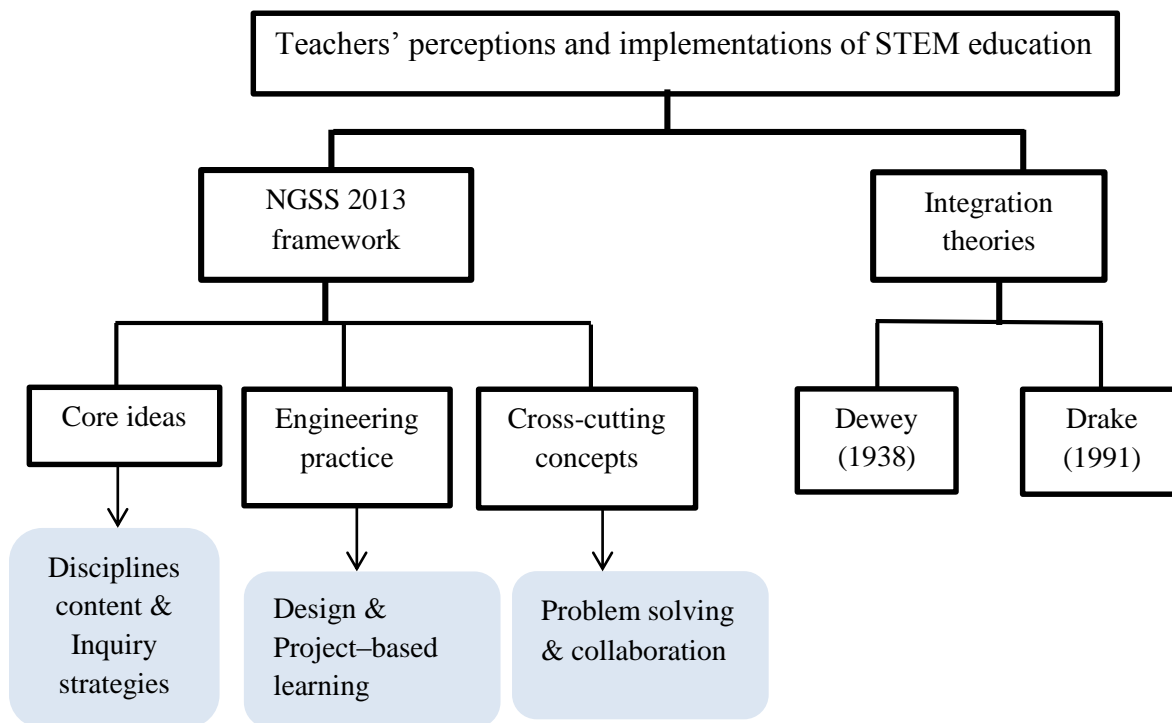 Teachers’ perceptions and implementations of STEM education
NGSS 2013
framework
Integration
theories
Core ideas
Engineering
practice
Cross-cutting
concepts
Dewey
(1938)
Drake
(1991)
Disciplines
content &
Inquiry
strategies
Design &
Project–based
learning
Problem solving
& collaboration